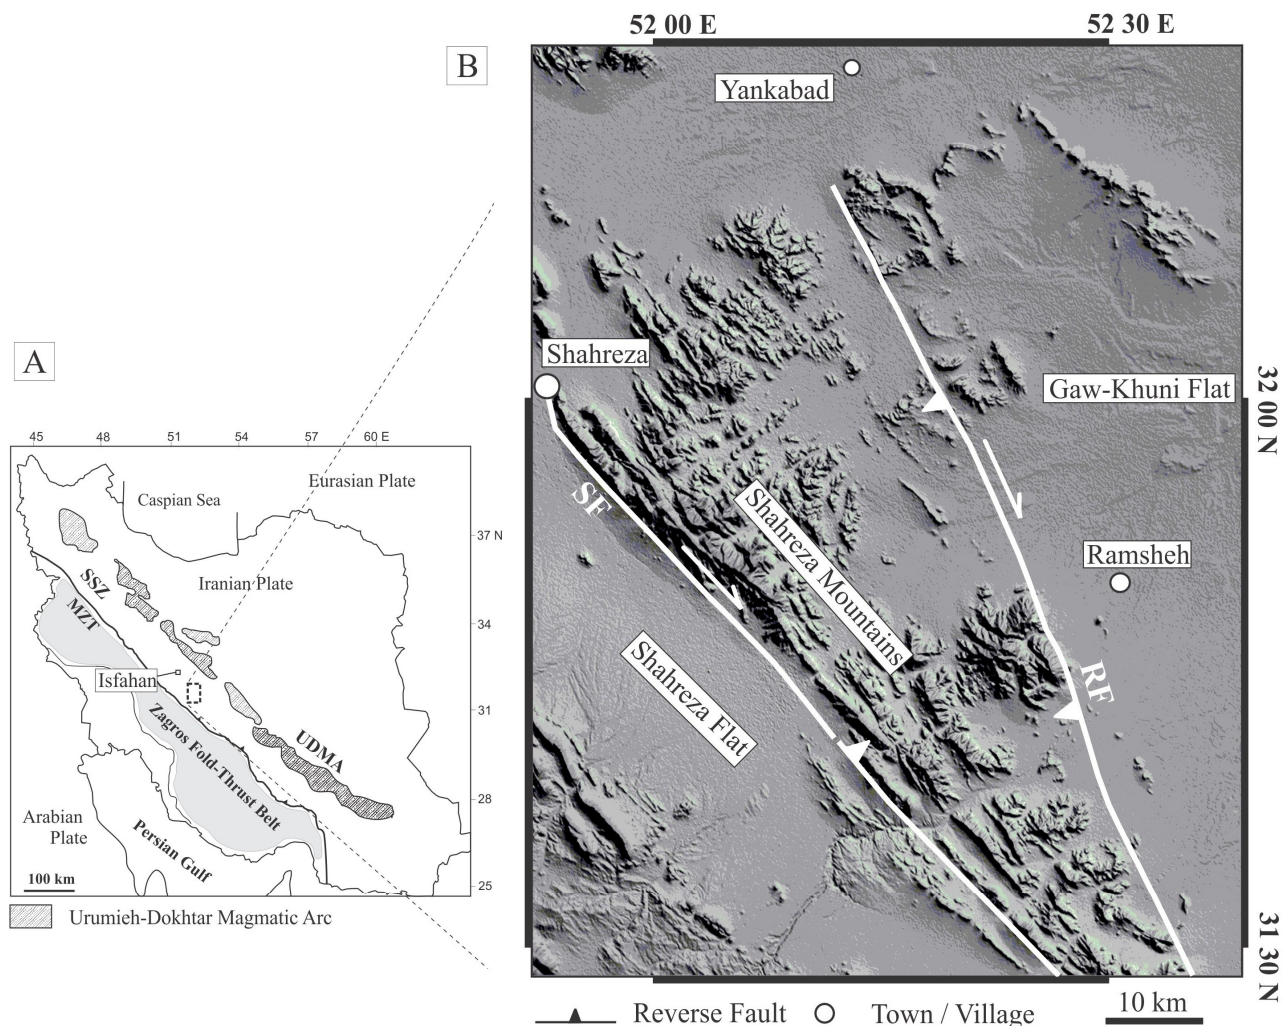 A
45 48 51 54 57 60 E
Caspian Sea
Eurasian Plate
37 N
Iranian Plate
SSZ
MZT
34
Isfahan
31
Zagros Fold-Thrust Belt
UDMA
28
Arabian
Plate
Persian Gulf
25
100 km
Urumieh-Dokhtar Magmatic Arc
B
52 00 E
52 30 E
Yankabad
Shahreza
Gaw-Khuni Flat
32 00 N
SF
Shahreza Mountains
Ramsheh
Shahreza Flat
RF
31 30 N
Reverse Fault
Town / Village
10 km